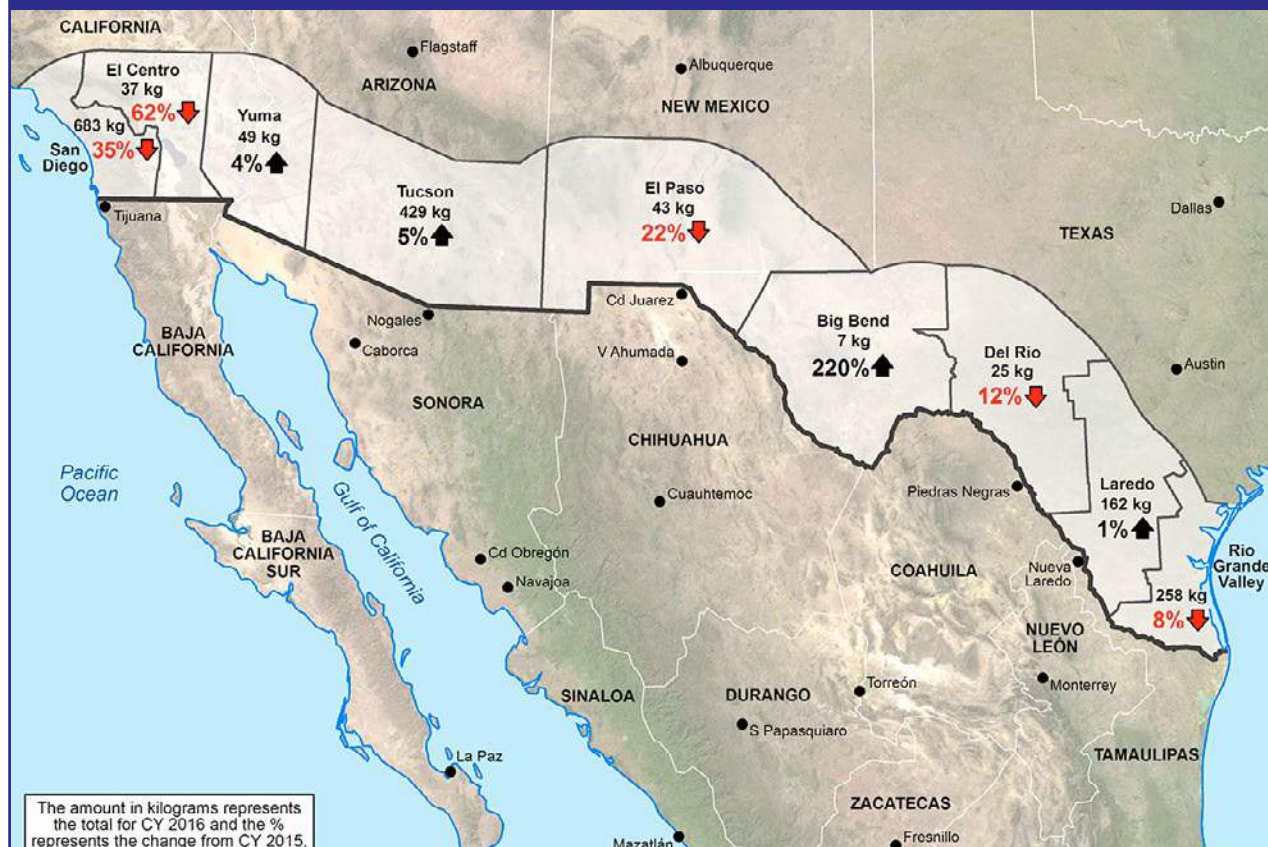 CALIFORNIA
Flagstaff
Albuquerque
ARIZONA
NEW MEXICO
El Centro
37 kg
62%
683 kg
35%
San
Diego
Yuma
49 kg
4%
Tucson
429 kg
5%
El Paso
43 kg
22%
Dallas
TEXAS
Tijuana
Cd Juarez
Nogales
Caborca
V Ahumada
BAJA
CALIFORNIA
SONORA
Big Bend
7 kg
220%
Del Rio
25 kg
12%
Austin
CHIHUAHUA
Pacific
Ocean
Gulf of California
Cuauhtemoc
Piedras Negras
Laredo
162 kg
1%
BAJA
CALIFORNIA
SUR
Cd Obregón
Navajoa
COAHUILA
Nueva
Laredo
Rio
Grande
Valley
258 kg
8%
NUEVO
LEÓN
SINALOA
DURANGO
Torreón
Monterrey
S Papasquiaro
TAMAULIPAS
La Paz
ZACATECAS
Mazatlán
Fresnillo
The amount in kilograms represents
the total for CY 2016 and the %
represents the change from CY 2015.